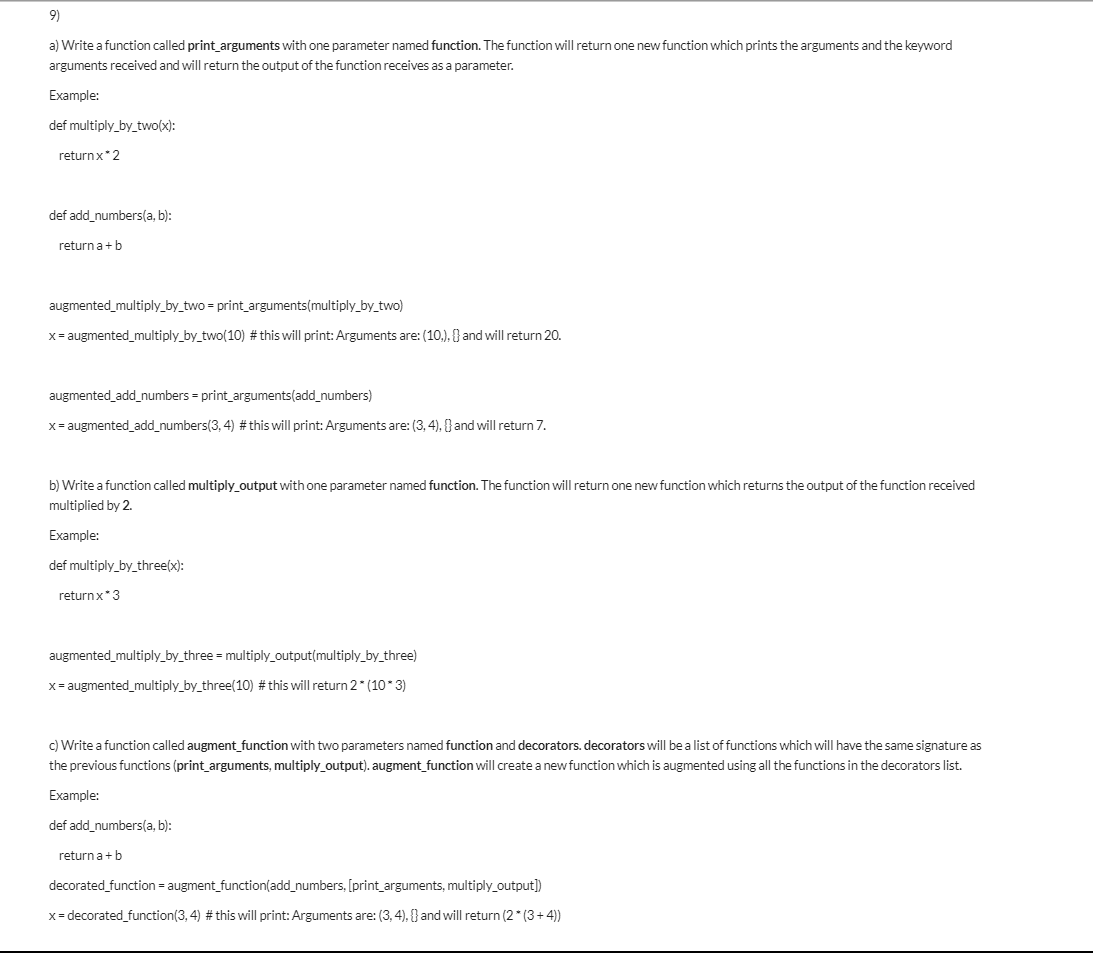 9)
a) Write a function called print_arguments with one parameter named function. The function will return one new function which prints the arguments and the keyword
arguments received and will return the output of the function receives as a parameter.
Example:
def multiply_by_two(x):
return x * 2
def add_numbers(a, b):
return a + b
augmented_multiply_by_two = print_arguments(multiply_by_two)
x = augmented_multiply_by_two(10) # this will print: Arguments are: (10,), {} and will return 20.
augmented_add_numbers = print_arguments(add_numbers)
x = augmented_add_numbers(3, 4) # this will print: Arguments are: (3, 4), {} and will return 7.
b) Write a function called multiply_output with one parameter named function. The function will return one new function which returns the output of the function received
multiplied by 2.
Example:
def multiply_by_three(x):
return x * 3
augmented_multiply_by_three = multiply_output(multiply_by_three)
x = augmented_multiply_by_three(10) # this will return 2 * (10 * 3)
c) Write a function called augment_function with two parameters named function and decorators. decorators will be a list of functions which will have the same signature as
the previous functions (print_arguments, multiply_output). augment_function will create a new function which is augmented using all the functions in the decorators list.
Example:
def add_numbers(a, b):
return a + b
decorated_function = augment_function(add_numbers, [print_arguments, multiply_output])
x = decorated_function(3, 4) # this will print: Arguments are: (3, 4), {} and will return (2 * (3 + 4))